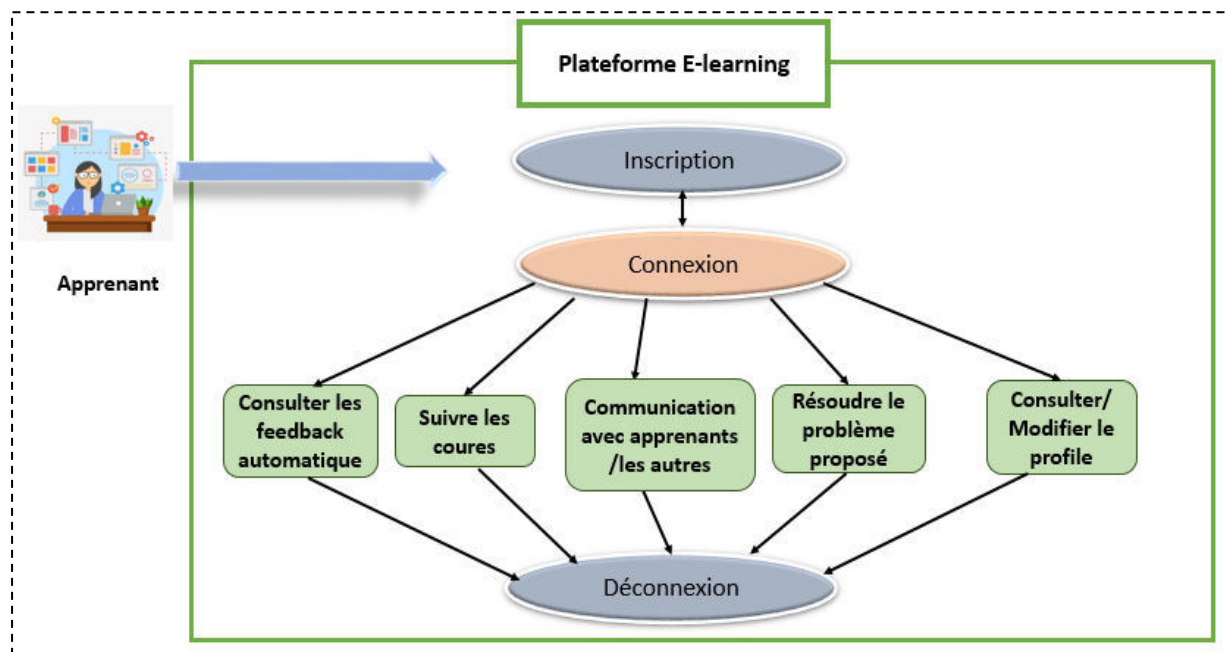 Plateforme E-learning
Inscription
Apprenant
Connexion
Consulter les
feedback
automatique
Suivre les
coures
Communication
avec apprenants
/les autres
Résoudre le
problème
proposé
Consulter/
Modifier le
profile
Déconnexion